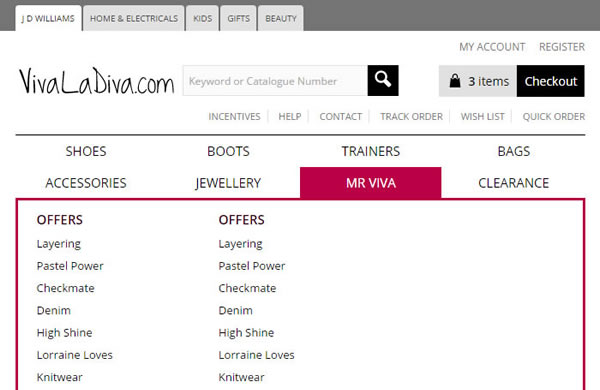 J D WILLIAMS HOME & ELECTRICALS KIDS GIFTS BEAUTY
MY ACCOUNT REGISTER
VivaLaDiva.com
Keyword or Catalogue Number
3 items Checkout
INCENTIVES HELP CONTACT TRACK ORDER WISH LIST QUICK ORDER
SHOES BOOTS TRAINERS BAGS
ACCESSORIES JEWELLERY MR VIVA CLEARANCE
OFFERS OFFERS
Layering Layering
Pastel Power Pastel Power
Checkmate Checkmate
Denim Denim
High Shine High Shine
Lorraine Loves Lorraine Loves
Knitwear Knitwear